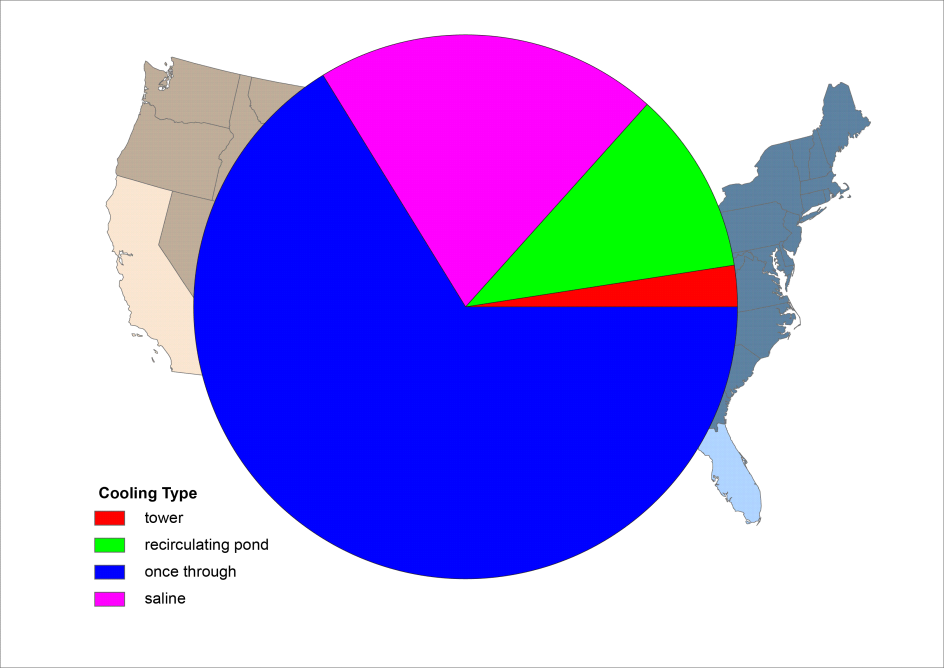 Cooling Type
tower
recirculating pond
once through
saline